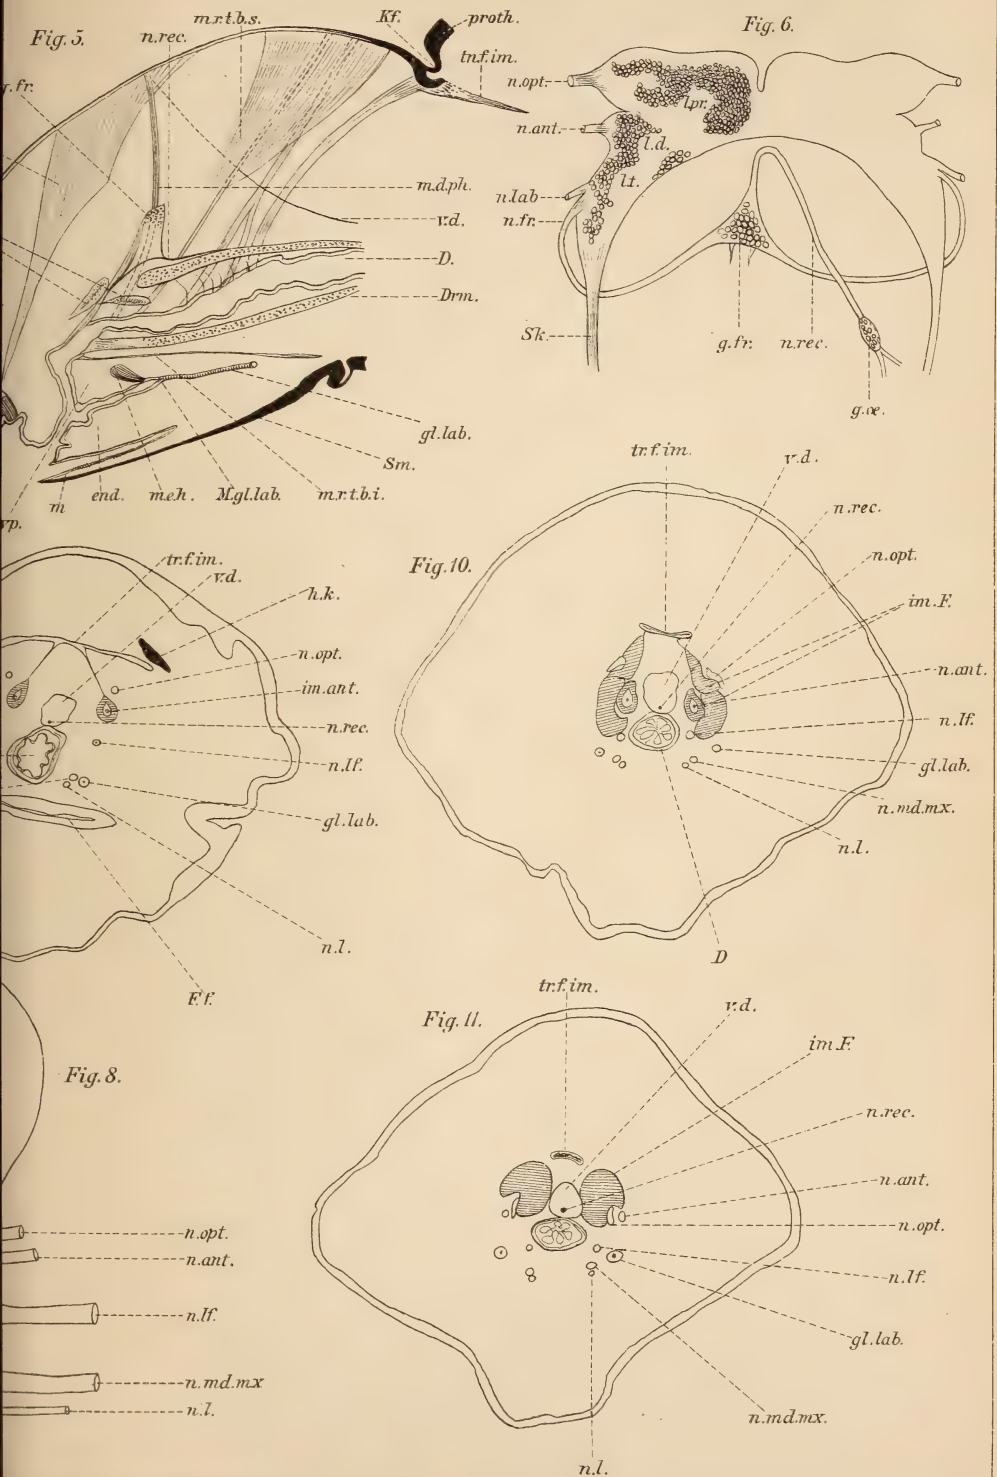 Fig. 5.
n.rec.
m.r.t.b.s.
Kf.
proth.
tn.f.im.
m.d.ph.
v.d.
D.
Drm.
gl.lab.
Sm.
m.r.t.b.i.
M.gl.lab.
m.e.h.
end.
m
Fig. 6.
n.opt.
n.ant.
n.lab
n.fr.
Sk.
l.pr.
l.d.
l.t.
g.fr.
n.rec.
g.œ.
tr.f.im.
v.d.
h.k.
n.opt.
im.ant.
n.rec.
n.lf.
gl.lab.
n.l.
F.f.
Fig. 10.
tr.f.im.
v.d.
n.rec.
n.opt.
im.F.
n.ant.
n.lf.
gl.lab.
n.md.mx.
n.l.
D
Fig. 8.
n.opt.
n.ant.
n.lf.
n.md.mx
n.l.
Fig. 11.
tr.f.im.
v.d.
im.F.
n.rec.
n.ant.
n.opt.
n.lf.
gl.lab.
n.md.mx.
n.l.